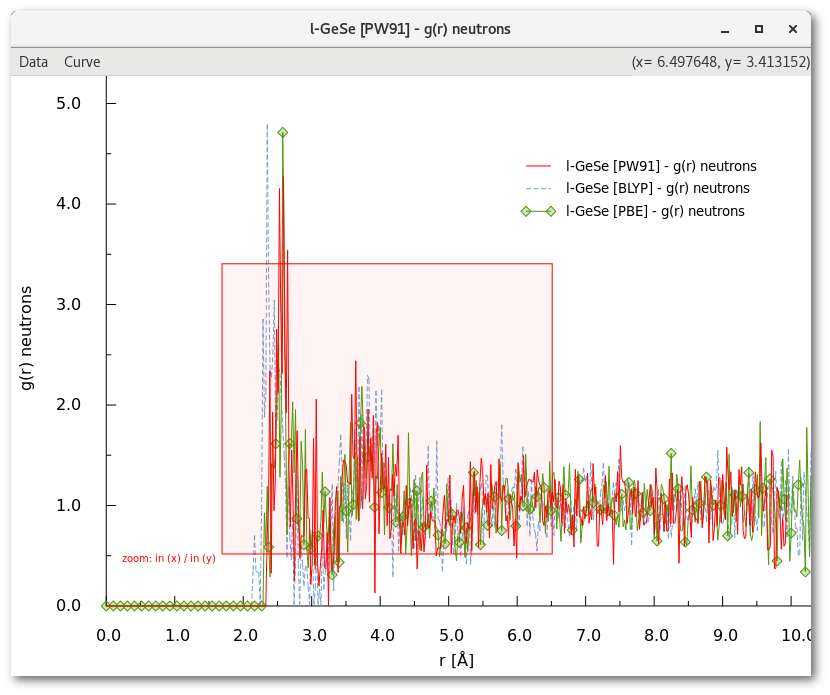 l-GeSe [PW91] - g(r) neutrons
Data Curve (x= 6.497648, y= 3.413152)
5.0
l-GeSe [PW91] - g(r) neutrons
l-GeSe [BLYP] - g(r) neutrons
4.0
l-GeSe [PBE] - g(r) neutrons
3.0
g(r) neutrons
2.0
1.0
zoom: in (x) / in (y)
0.0
0.0 1.0 2.0 3.0 4.0 5.0 6.0 7.0 8.0 9.0 10.0
r [Å]